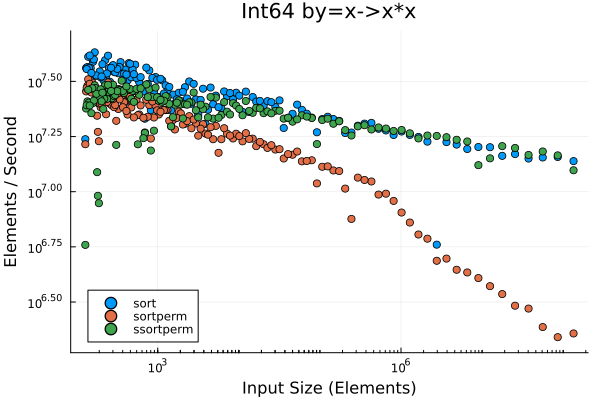 Int64 by=x->x*x
Elements / Second
10^7.50
10^7.25
10^7.00
10^6.75
10^6.50
sort
sortperm
ssortperm
10^3
10^6
Input Size (Elements)